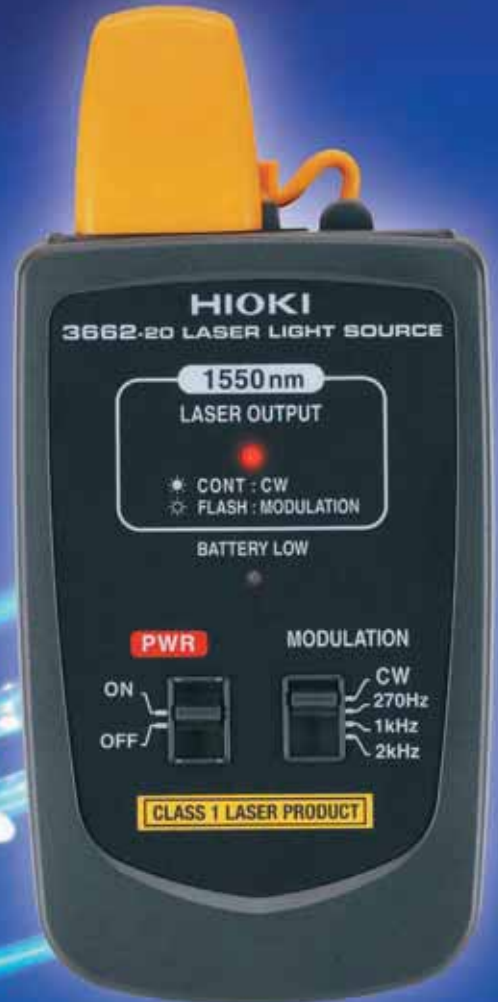 HIOKI
3662-20 LASER LIGHT SOURCE
1550nm
LASER OUTPUT
CONT : CW
FLASH : MODULATION
BATTERY LOW
PWR
ON
OFF
MODULATION
CW
270Hz
1kHz
2kHz
CLASS 1 LASER PRODUCT